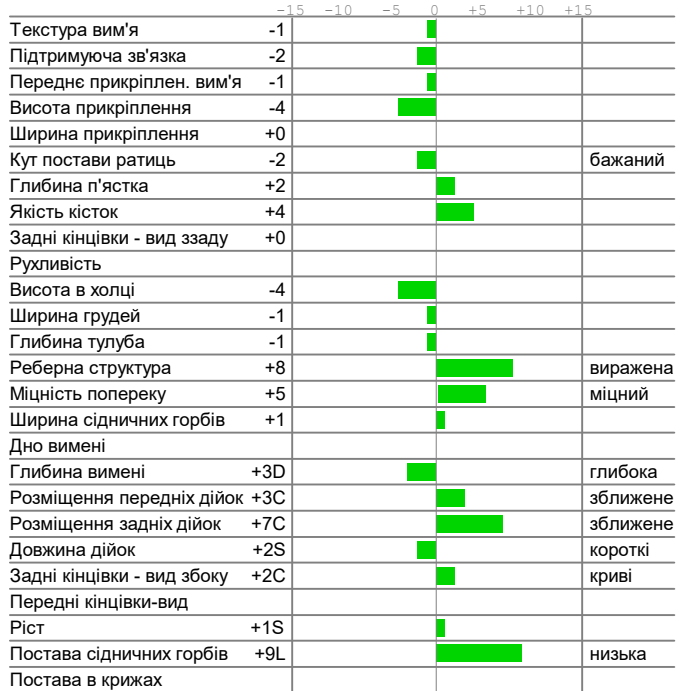 -15 -10 -5 0 +5 +10 +15
Текстура вим'я -1
Підтримуюча зв'язка -2
Переднє прикріплен. вим'я -1
Висота прикріплення -4
Ширина прикріплення +0
Кут постави ратиць -2 бажаний
Глибина п'ястка +2
Якість кісток +4
Задні кінцівки - вид ззаду +0
Рухливість
Висота в холці -4
Ширина грудей -1
Глибина тулуба -1
Реберна структура +8 виражена
Міцність попереку +5 міцний
Ширина сідничних горбів +1
Дно вимені
Глибина вимені +3D глибока
Розміщення передніх дійок +3C зближене
Розміщення задніх дійок +7C зближене
Довжина дійок +2S короткі
Задні кінцівки - вид збоку +2C криві
Передні кінцівки-вид
Ріст +1S
Постава сідничних горбів +9L низька
Постава в крижах